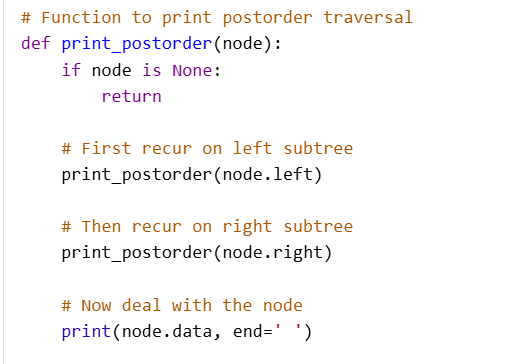 # Function to print postorder traversal
def print_postorder(node):
    if node is None:
        return
    # First recur on left subtree
    print_postorder(node.left)
    # Then recur on right subtree
    print_postorder(node.right)
    # Now deal with the node
    print(node.data, end=' ')